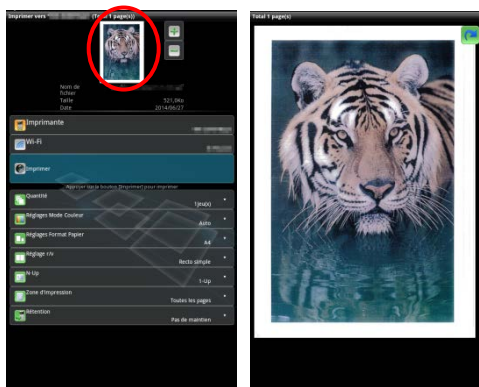 Imprimer vers " (Total 1 page(s))
Nom de
fichier
Taille 321,0Ko
Date 2014/06/27
Imprimante
Wi-Fi
Imprimer
Appuyer sur le bouton [Imprimer] pour imprimer
Quantité
1Jeu(x)
Réglages Mode Couleur
Auto
Réglages Format Papier
A4
Réglage r/v
Recto simple
N-Up
1-Up
Zone d'impression
Toutes les pages
Rétention
Pas de maintien
Total 1 page(s)